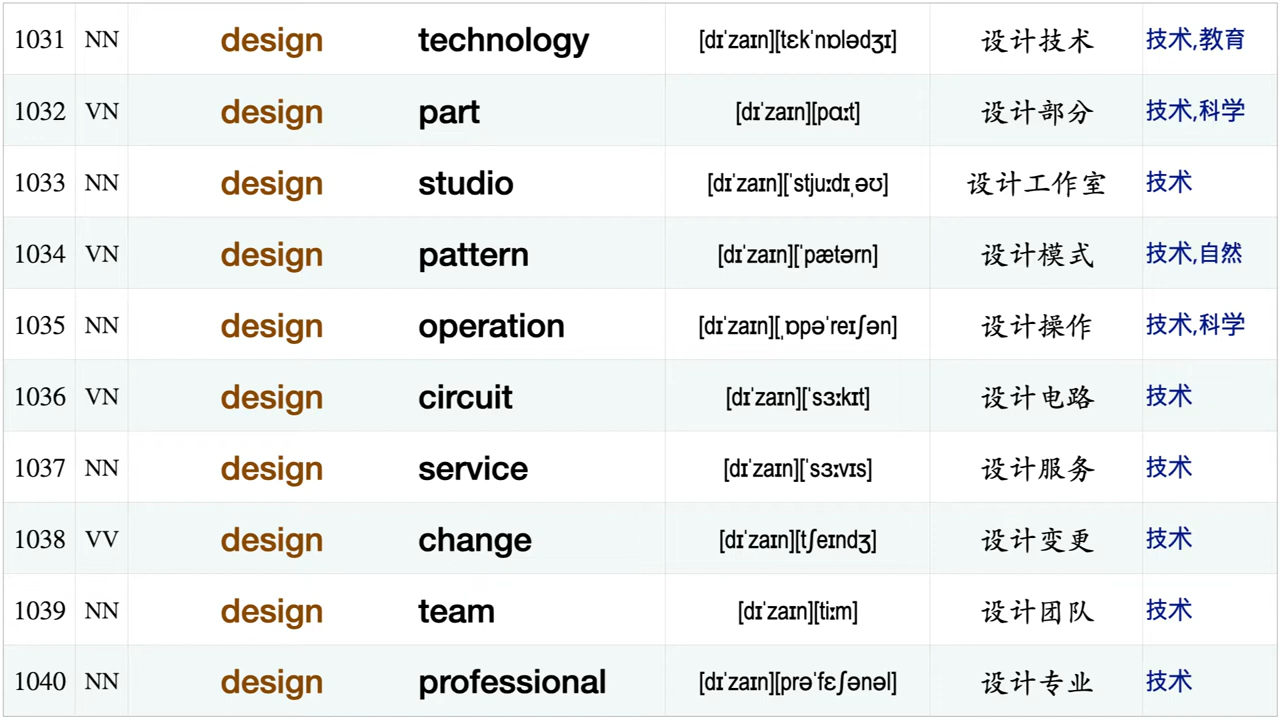 1031 NN design technology [dɪˈzaɪn][tɛkˈnɒlədʒɪ] 设计技术 技术,教育
1032 VN design part [dɪˈzaɪn][pɑːt] 设计部分 技术,科学
1033 NN design studio [dɪˈzaɪn][ˈstjuːdɪˌəʊ] 设计工作室 技术
1034 VN design pattern [dɪˈzaɪn][ˈpætərn] 设计模式 技术,自然
1035 NN design operation [dɪˈzaɪn][ˌɒpəˈreɪʃən] 设计操作 技术,科学
1036 VN design circuit [dɪˈzaɪn][ˈsɜːkɪt] 设计电路 技术
1037 NN design service [dɪˈzaɪn][ˈsɜːvɪs] 设计服务 技术
1038 VV design change [dɪˈzaɪn][tʃeɪndʒ] 设计变更 技术
1039 NN design team [dɪˈzaɪn][tiːm] 设计团队 技术
1040 NN design professional [dɪˈzaɪn][prəˈfɛʃənəl] 设计专业 技术